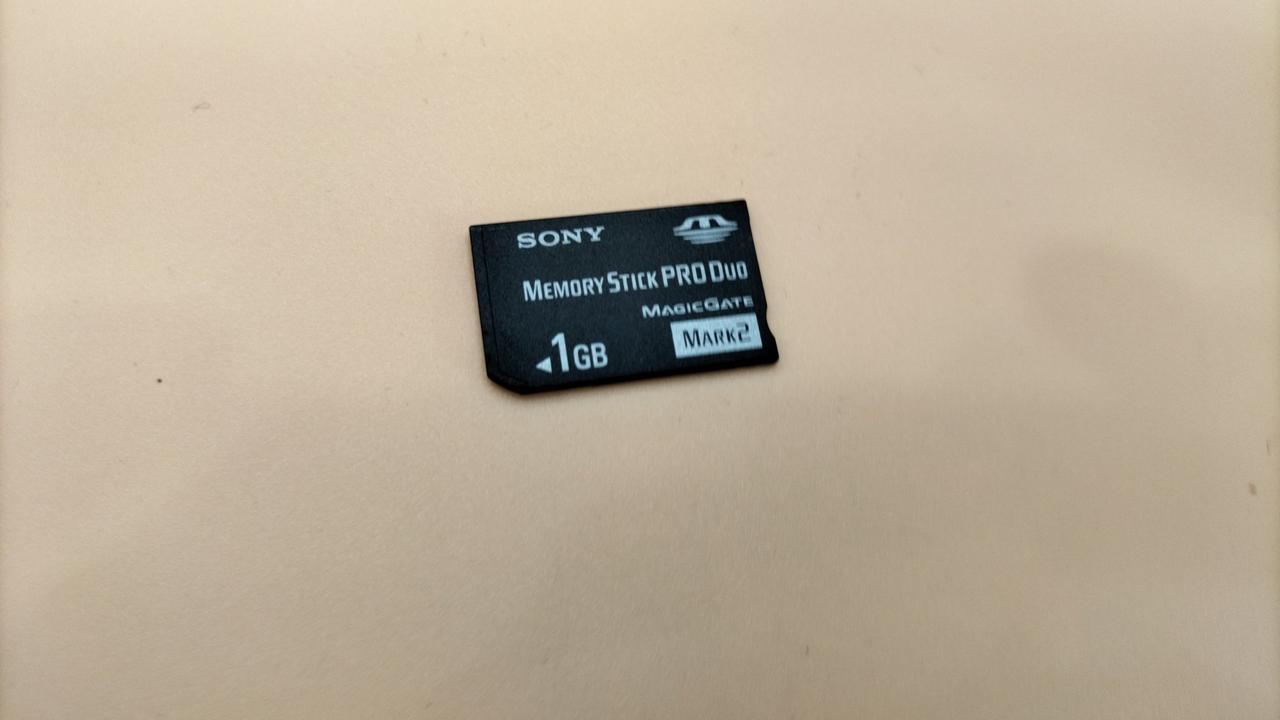 SONY
MEMORY STICK PRO DUO
MAGICGATE
MARK2
1GB